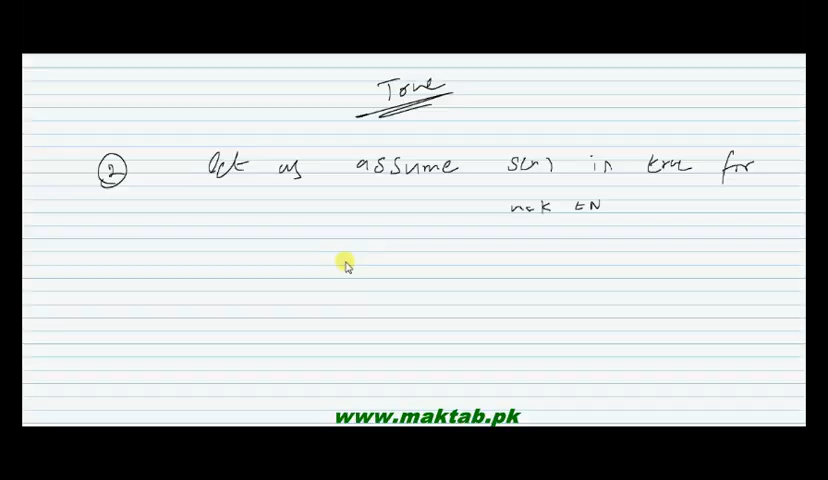 True
② let us assume s(n) is true for
n=k ∈N
www.maktab.pk